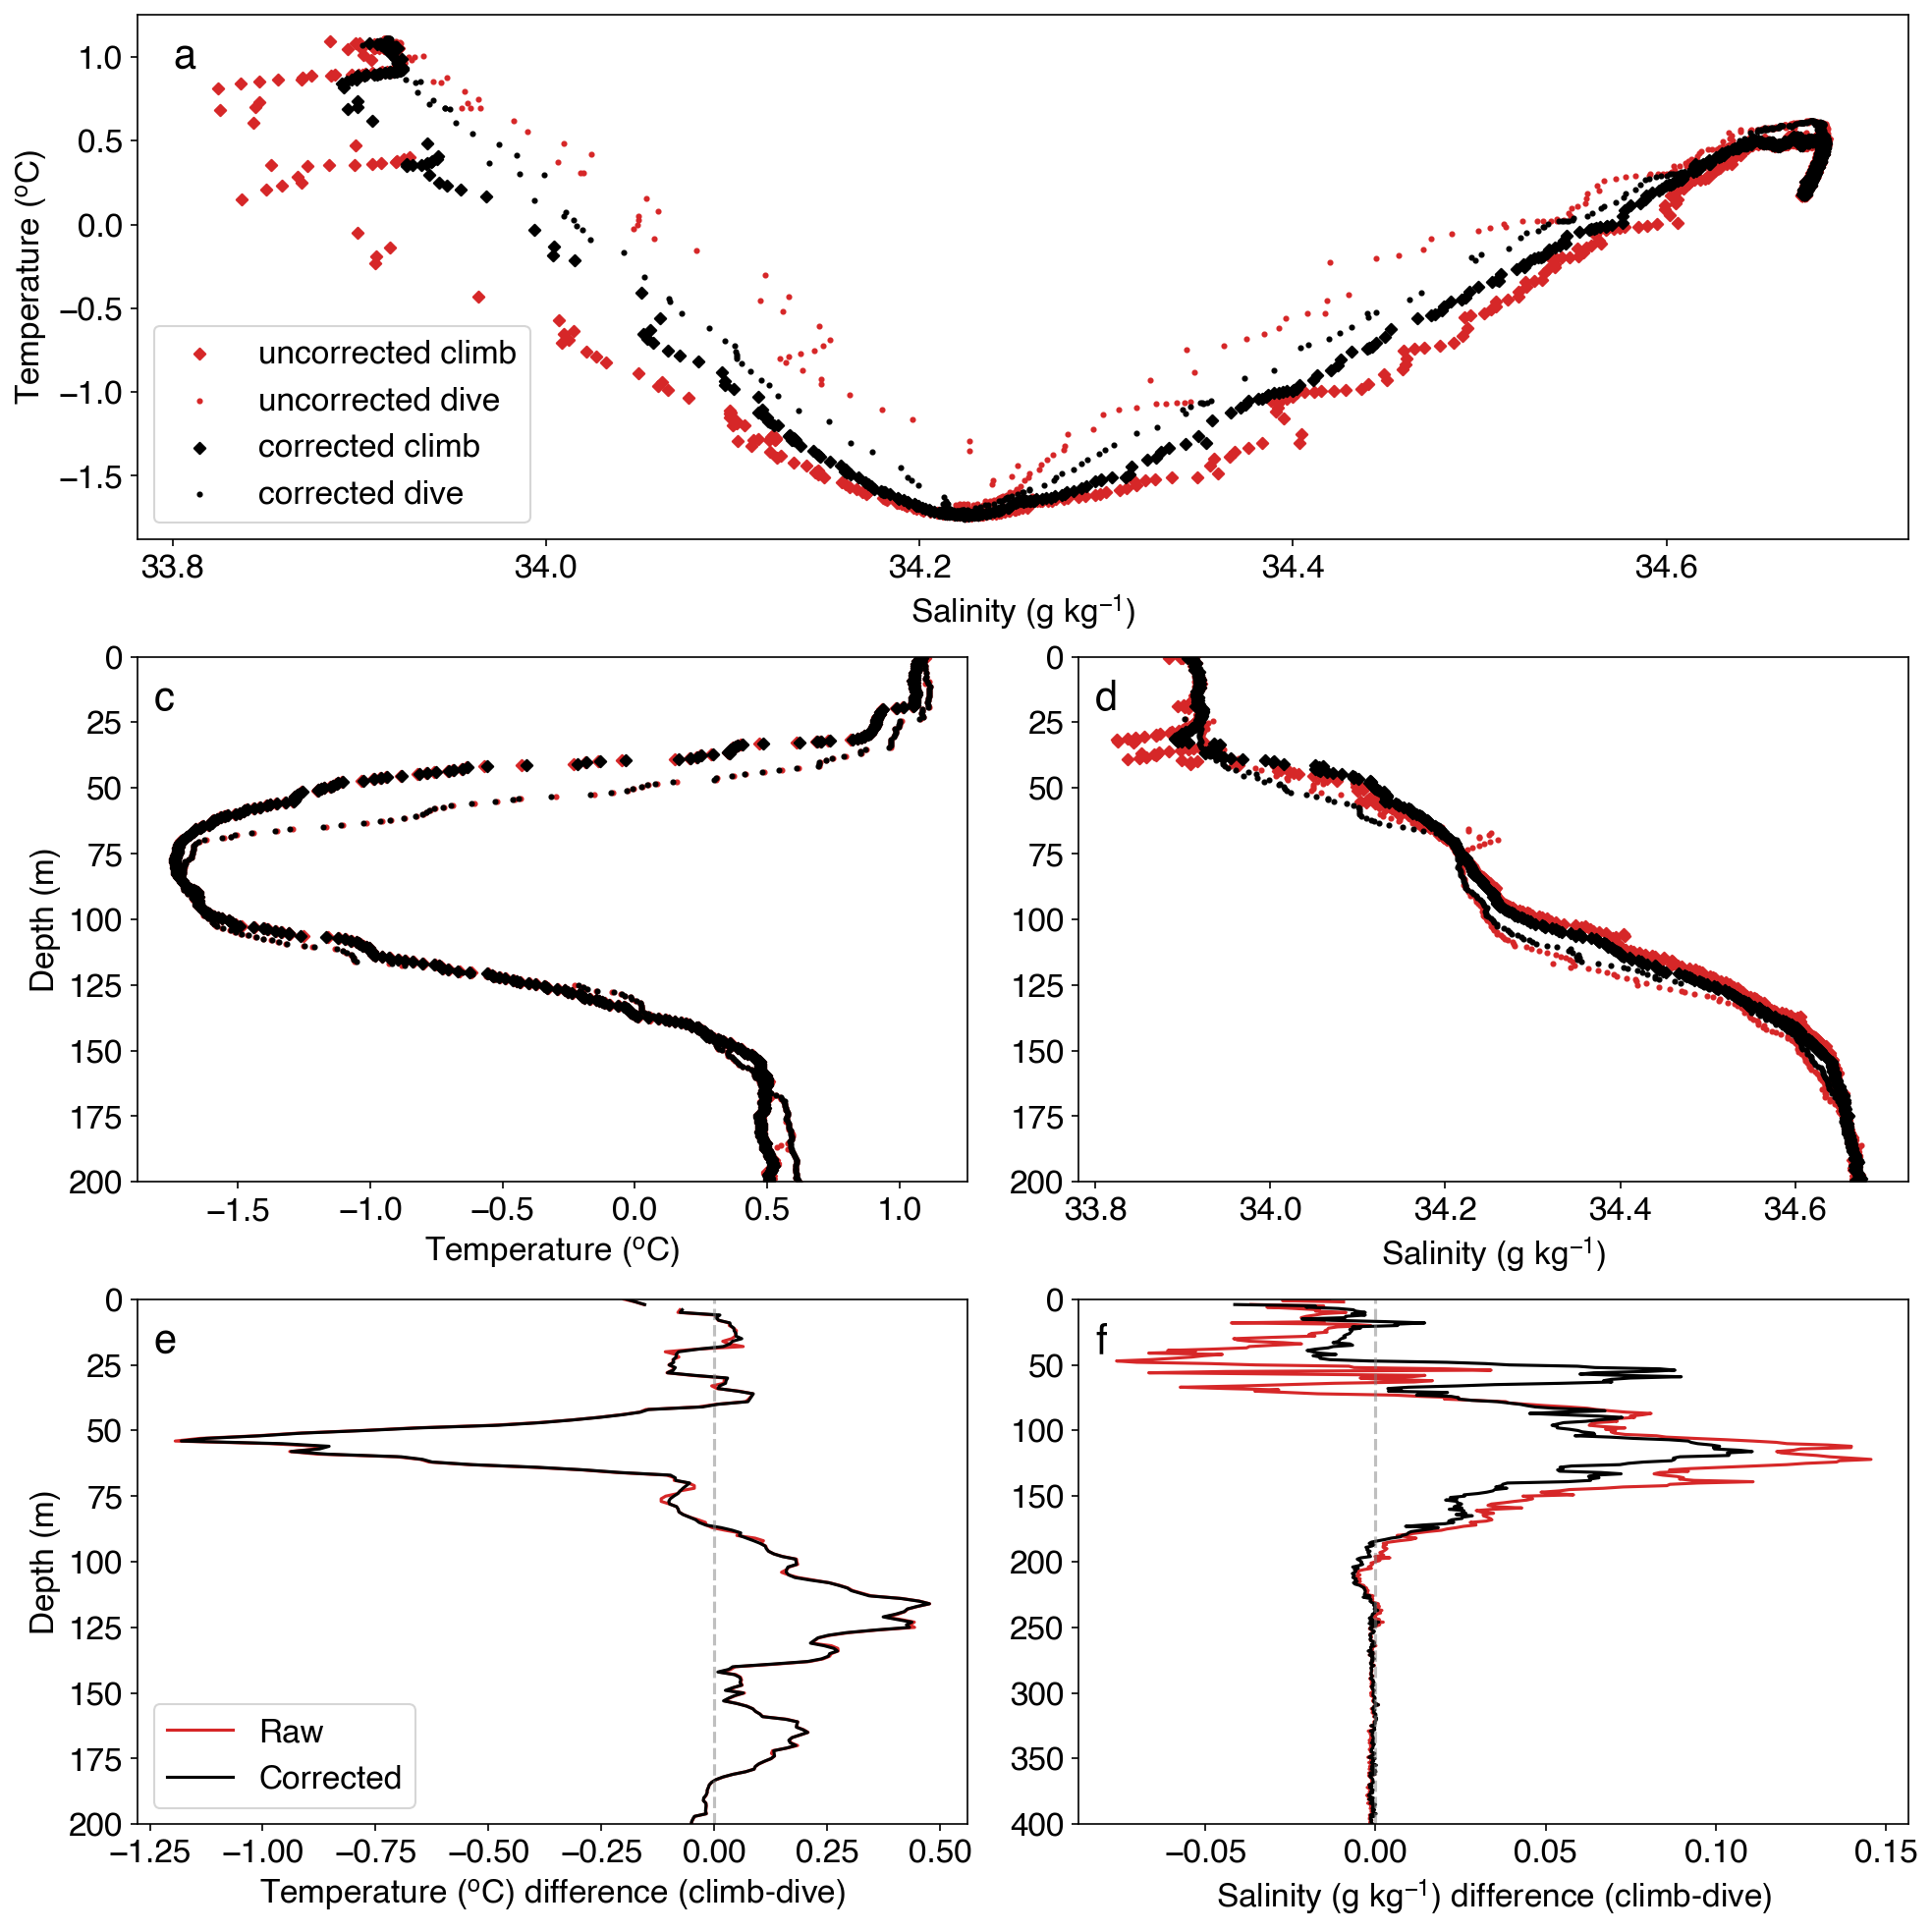 a
1.0
0.5
0.0
−0.5
−1.0
−1.5
Temperature (ºC)
uncorrected climb
uncorrected dive
corrected climb
corrected dive
33.8 34.0 34.2 34.4 34.6
Salinity (g kg⁻¹)
c
0
25
50
75
100
125
150
175
200
Depth (m)
−1.5 −1.0 −0.5 0.0 0.5 1.0
Temperature (ºC)
d
0
25
50
75
100
125
150
175
200
33.8 34.0 34.2 34.4 34.6
Salinity (g kg⁻¹)
e
0
25
50
75
100
125
150
175
200
Depth (m)
Raw
Corrected
−1.25 −1.00 −0.75 −0.50 −0.25 0.00 0.25 0.50
Temperature (ºC) difference (climb-dive)
f
0
50
100
150
200
250
300
350
400
−0.05 0.00 0.05 0.10 0.15
Salinity (g kg⁻¹) difference (climb-dive)